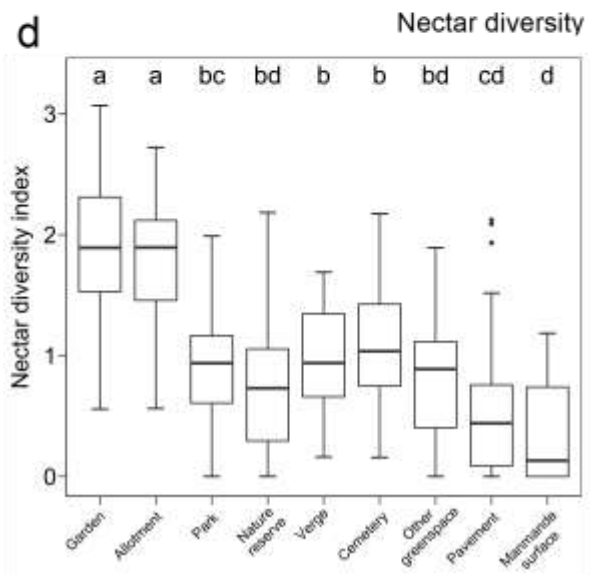 d
Nectar diversity
a a bc bd b b bd cd d
3
2
1
0
Nectar diversity index
Garden
Allotment
Park
Nature
reserve
Verge
Cemetery
Other
greenspace
Pavement
Manmande
surface